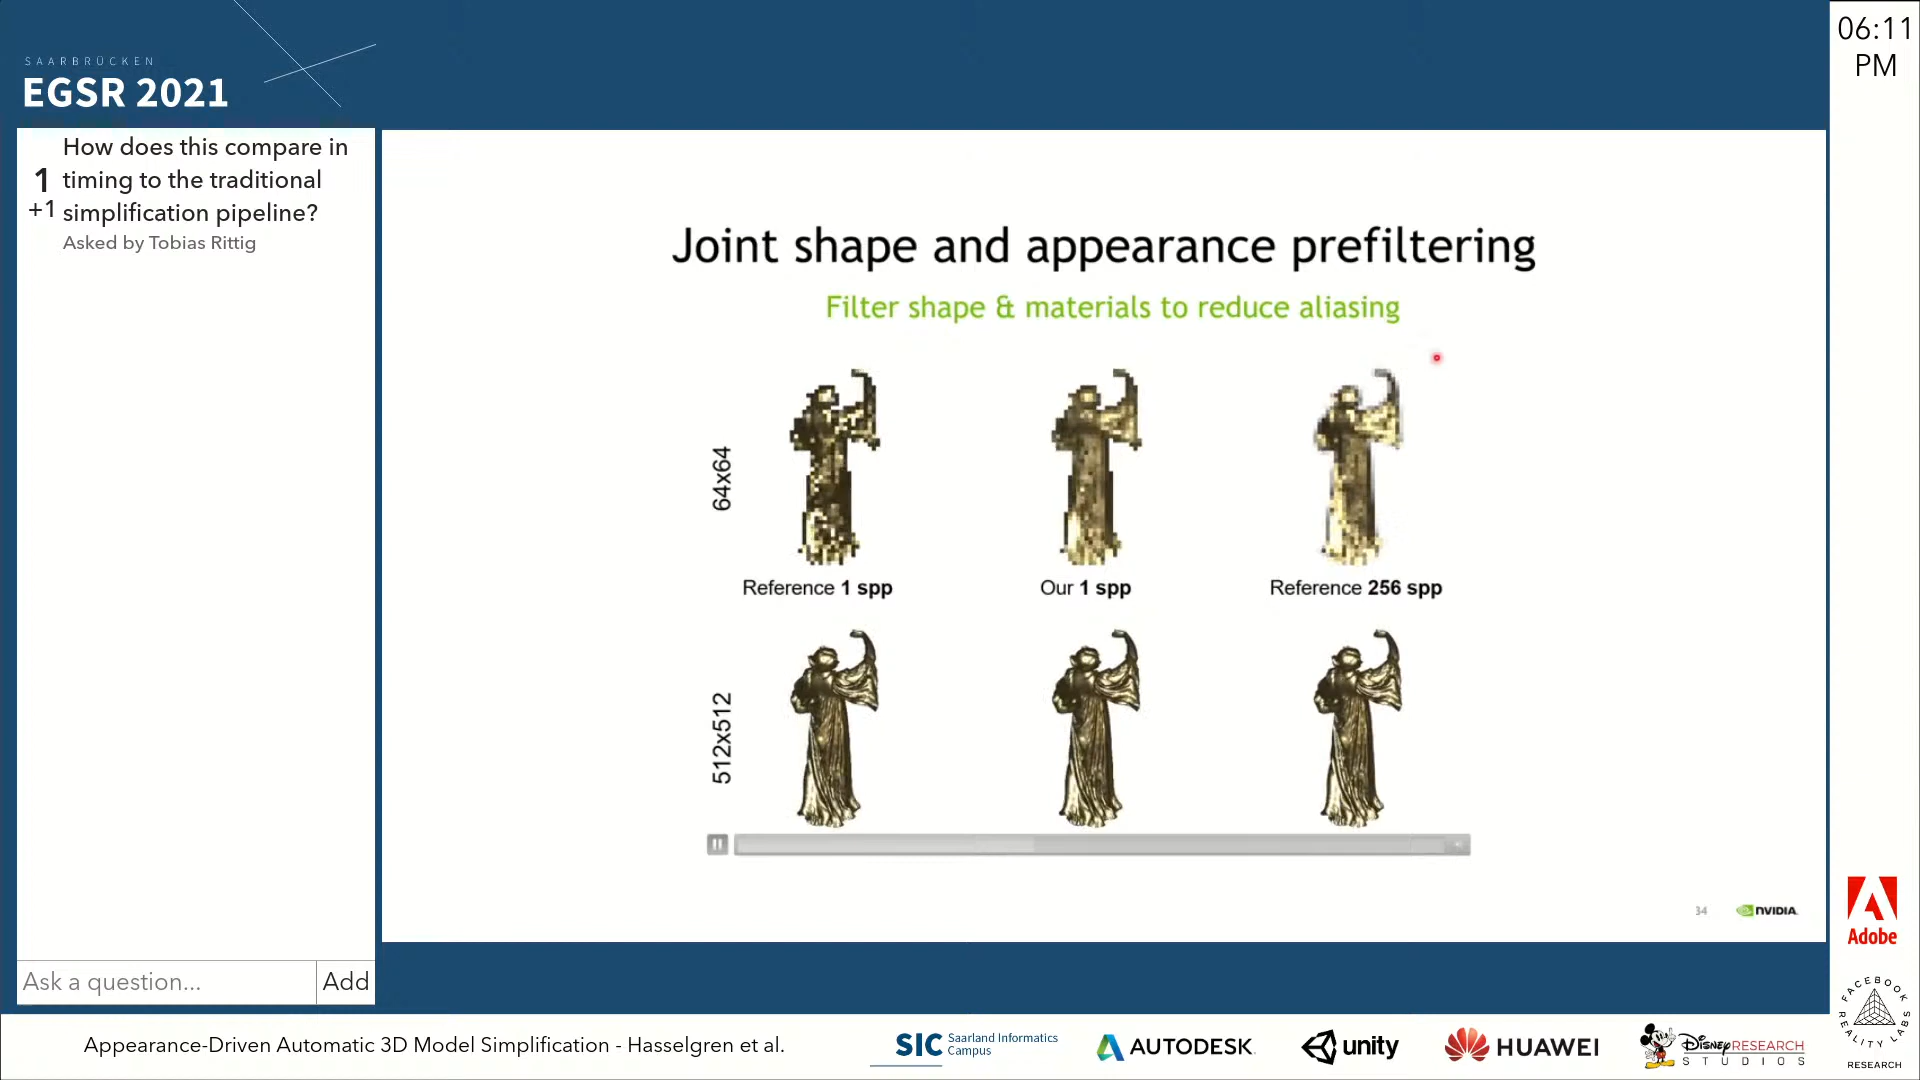 SAARBRÜCKEN
EGSR 2021
06:11
PM
How does this compare in
1 timing to the traditional
+1 simplification pipeline?
Asked by Tobias Rittig
Ask a question...
Add
Joint shape and appearance prefiltering
Filter shape & materials to reduce aliasing
64x64
Reference 1 spp
Our 1 spp
Reference 256 spp
512x512
34
NVIDIA.
Adobe
FACEBOOK
REALITY LABS
RESEARCH
Appearance-Driven Automatic 3D Model Simplification - Hasselgren et al.
SIC Saarland Informatics
Campus
AUTODESK.
unity
HUAWEI
DISNEY RESEARCH
STUDIOS